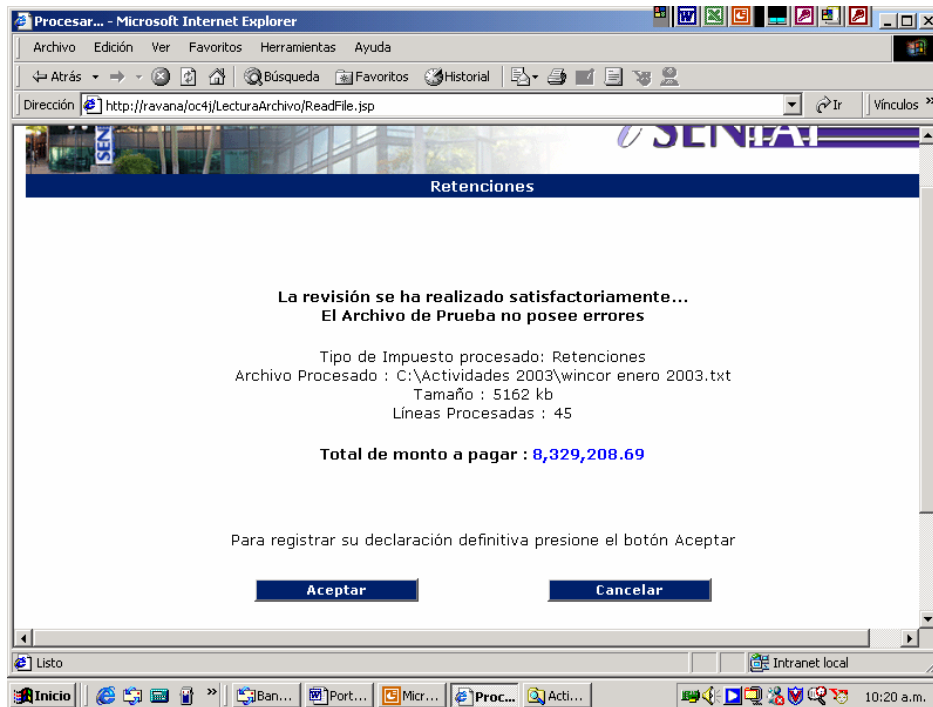 Procesar... - Microsoft Internet Explorer
Archivo Edición Ver Favoritos Herramientas Ayuda
Atrás Búsqueda Favoritos Historial
Dirección http://ravana/oc4j/LecturaArchivo/ReadFile.jsp Ir Vínculos »
SENIAT
Retenciones
La revisión se ha realizado satisfactoriamente...
El Archivo de Prueba no posee errores
Tipo de Impuesto procesado: Retenciones
Archivo Procesado : C:\Actividades 2003\wincor enero 2003.txt
Tamaño : 5162 kb
Líneas Procesadas : 45
Total de monto a pagar : 8,329,208.69
Para registrar su declaración definitiva presione el botón Aceptar
Aceptar Cancelar
Listo Intranet local
Inicio » Ban... Port... Micr... Proc... Acti... 10:20 a.m.